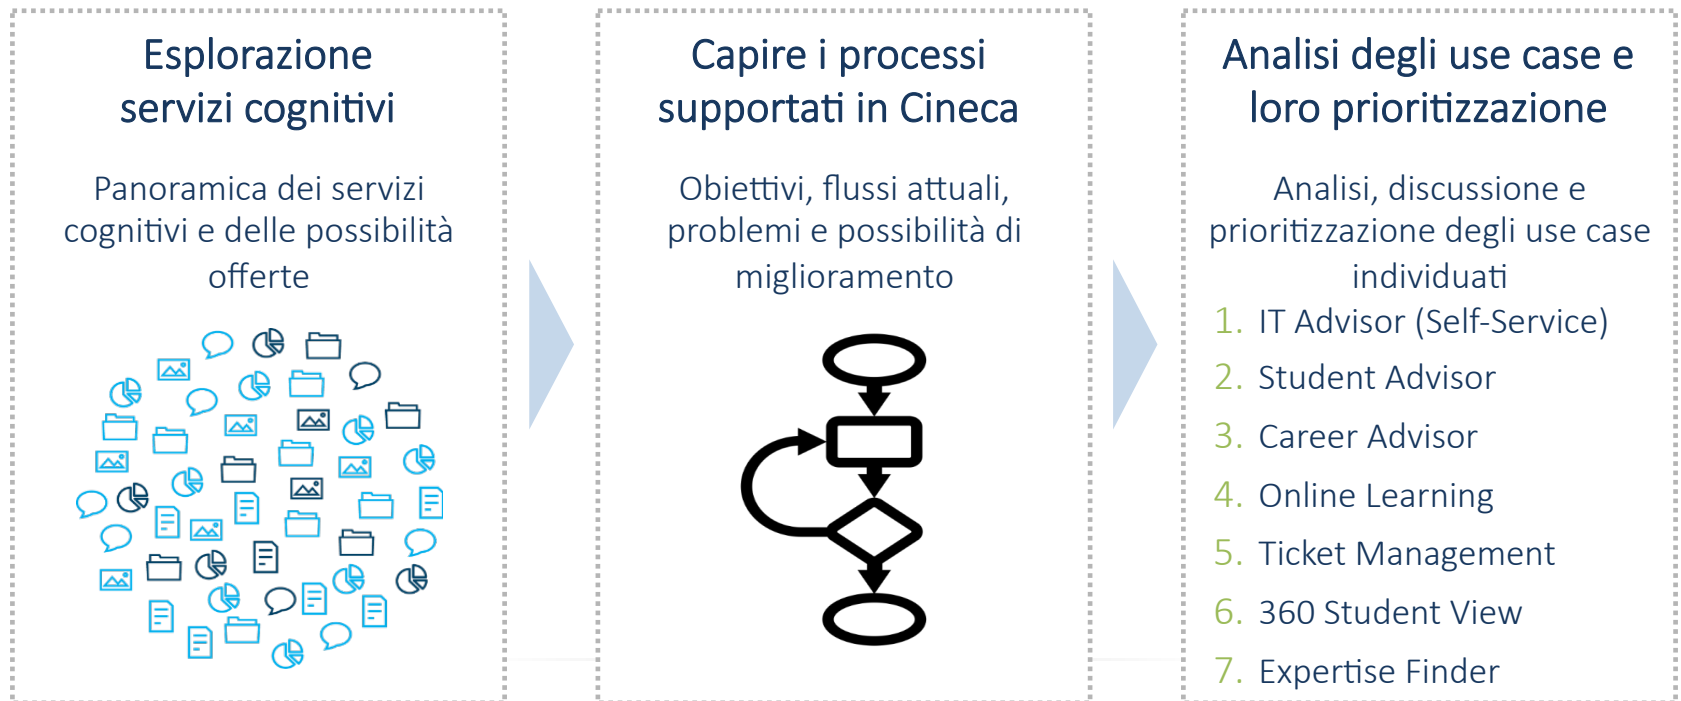 Esplorazione
servizi cognitivi
Panoramica dei servizi
cognitivi e delle possibilità
offerte
Capire i processi
supportati in Cineca
Obiettivi, flussi attuali,
problemi e possibilità di
miglioramento
Analisi degli use case e
loro prioritizzazione
Analisi, discussione e
prioritizzazione degli use case
individuati
1. IT Advisor (Self-Service)
2. Student Advisor
3. Career Advisor
4. Online Learning
5. Ticket Management
6. 360 Student View
7. Expertise Finder